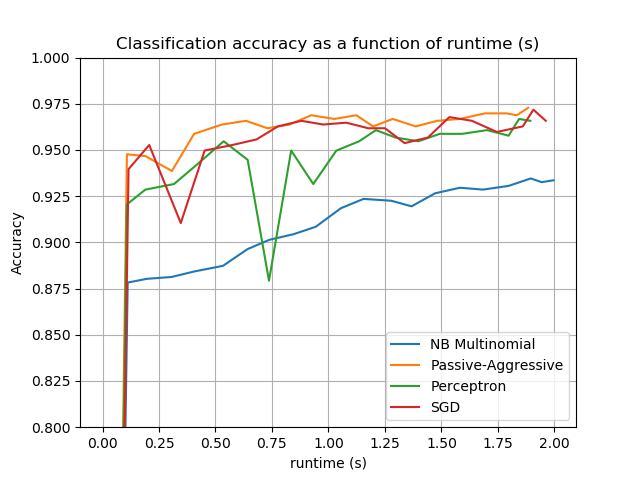 Classification accuracy as a function of runtime (s)
Accuracy
1.000
0.975
0.950
0.925
0.900
0.875
0.850
0.825
0.800
NB Multinomial
Passive-Aggressive
Perceptron
SGD
0.00 0.25 0.50 0.75 1.00 1.25 1.50 1.75 2.00
runtime (s)